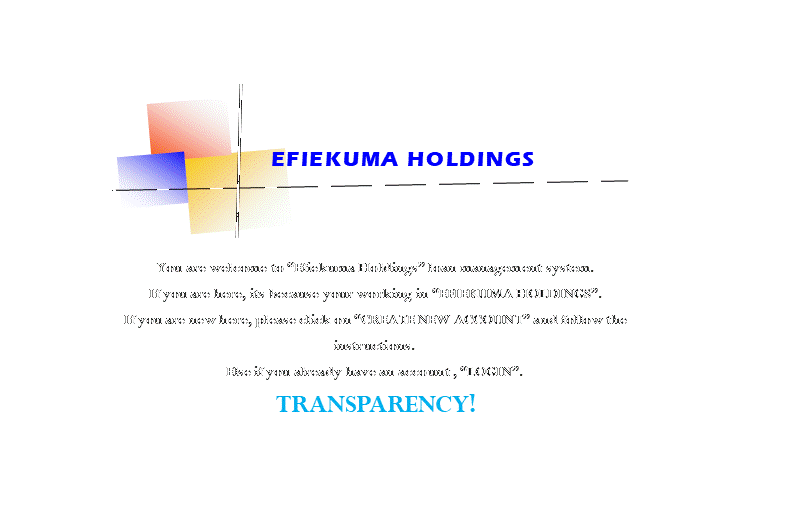 EFIEKUMA HOLDINGS
You are welcome to “Efiekuma Holdings” loan management system.
If you are here, its because your working in “EFIEKUMA HOLDINGS”.
If you are new here, please click on “CREATE NEW ACCOUNT” and follow the
instructions.
Else if you already have an account , “LOGIN”.
TRANSPARENCY!